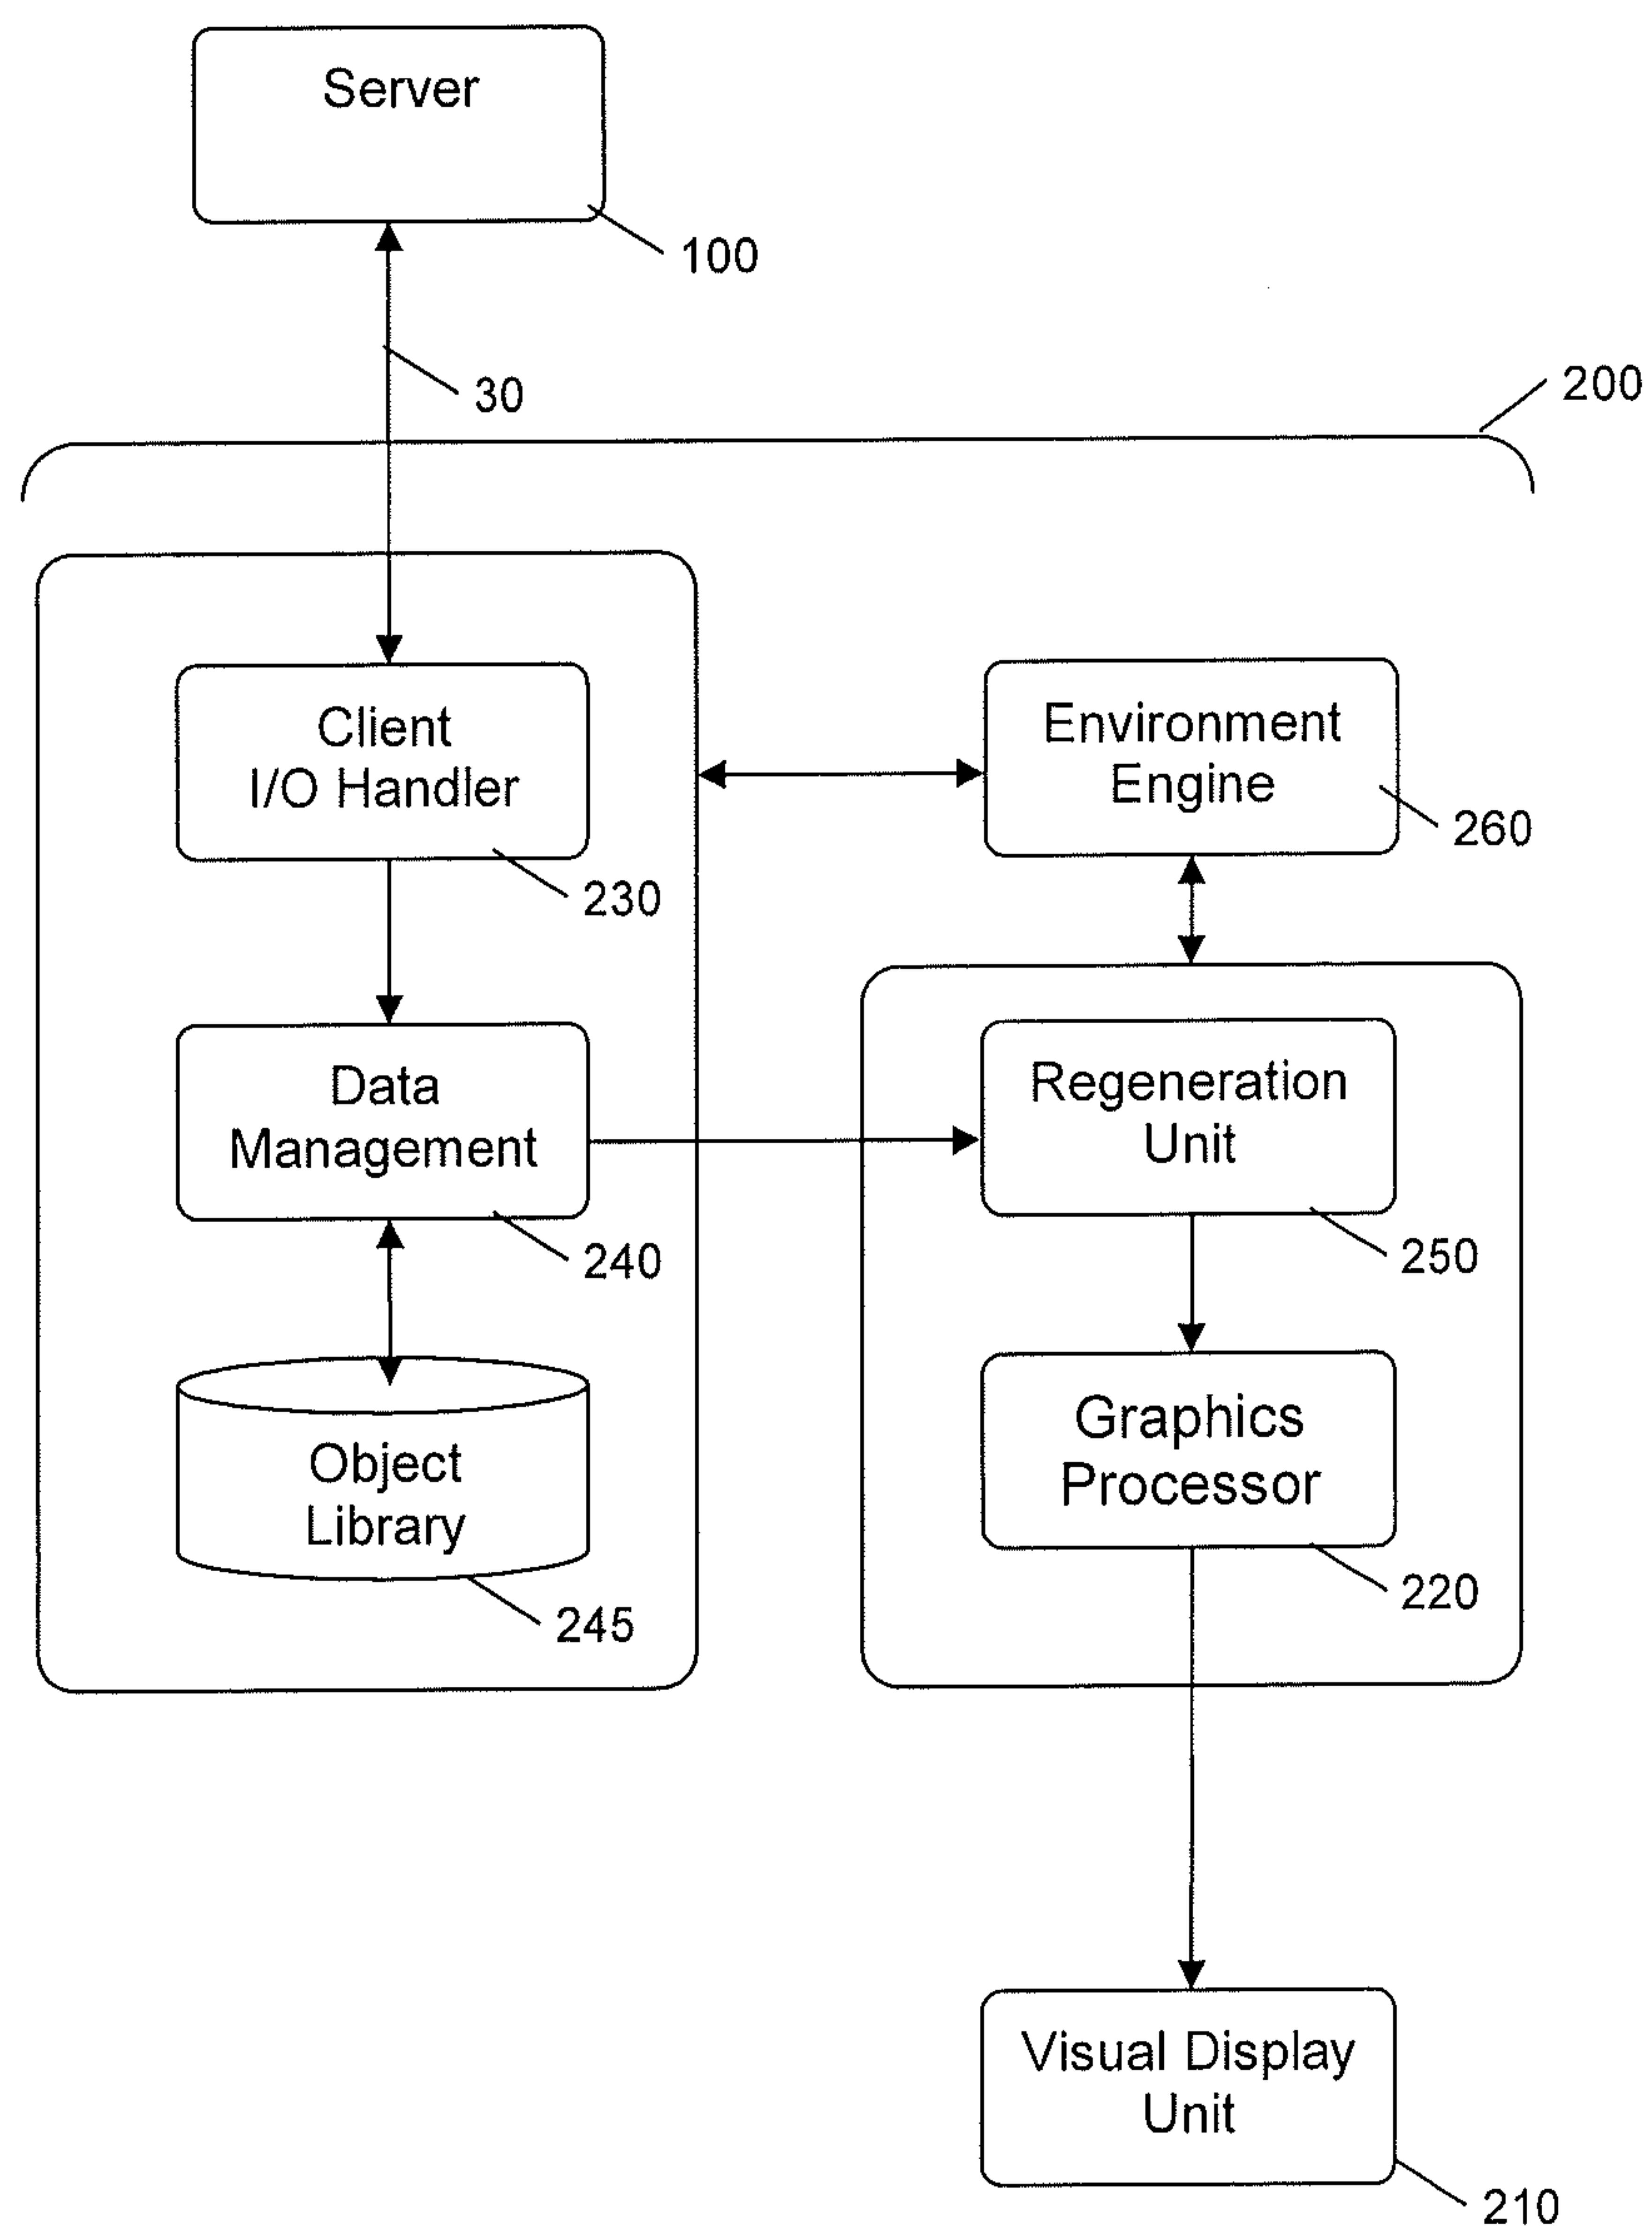 Server
100
30
200
Client
I/O Handler
230
Environment
Engine
260
Data
Management
240
Regeneration
Unit
250
Object
Library
245
Graphics
Processor
220
Visual Display
Unit
210